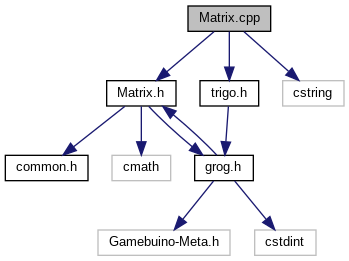 Matrix.cpp
Matrix.h
trigo.h
cstring
common.h
cmath
grog.h
Gamebuino-Meta.h
cstdint